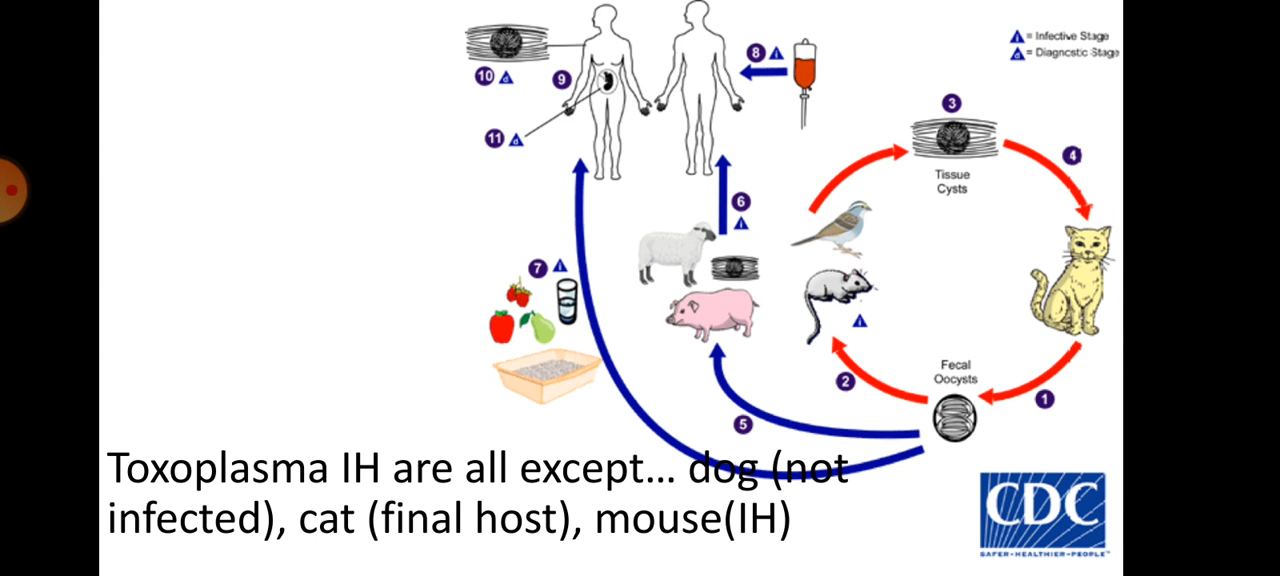 10 d
8 i
i = Infective Stage
d = Diagnostic Stage
9
11 d
3
Tissue
Cysts
4
6
i
7 i
i
Fecal
Oocysts
2
1
5
Toxoplasma IH are all except... dog (not
infected), cat (final host), mouse(IH)
CDC
SAFER·HEALTHIER·PEOPLE™